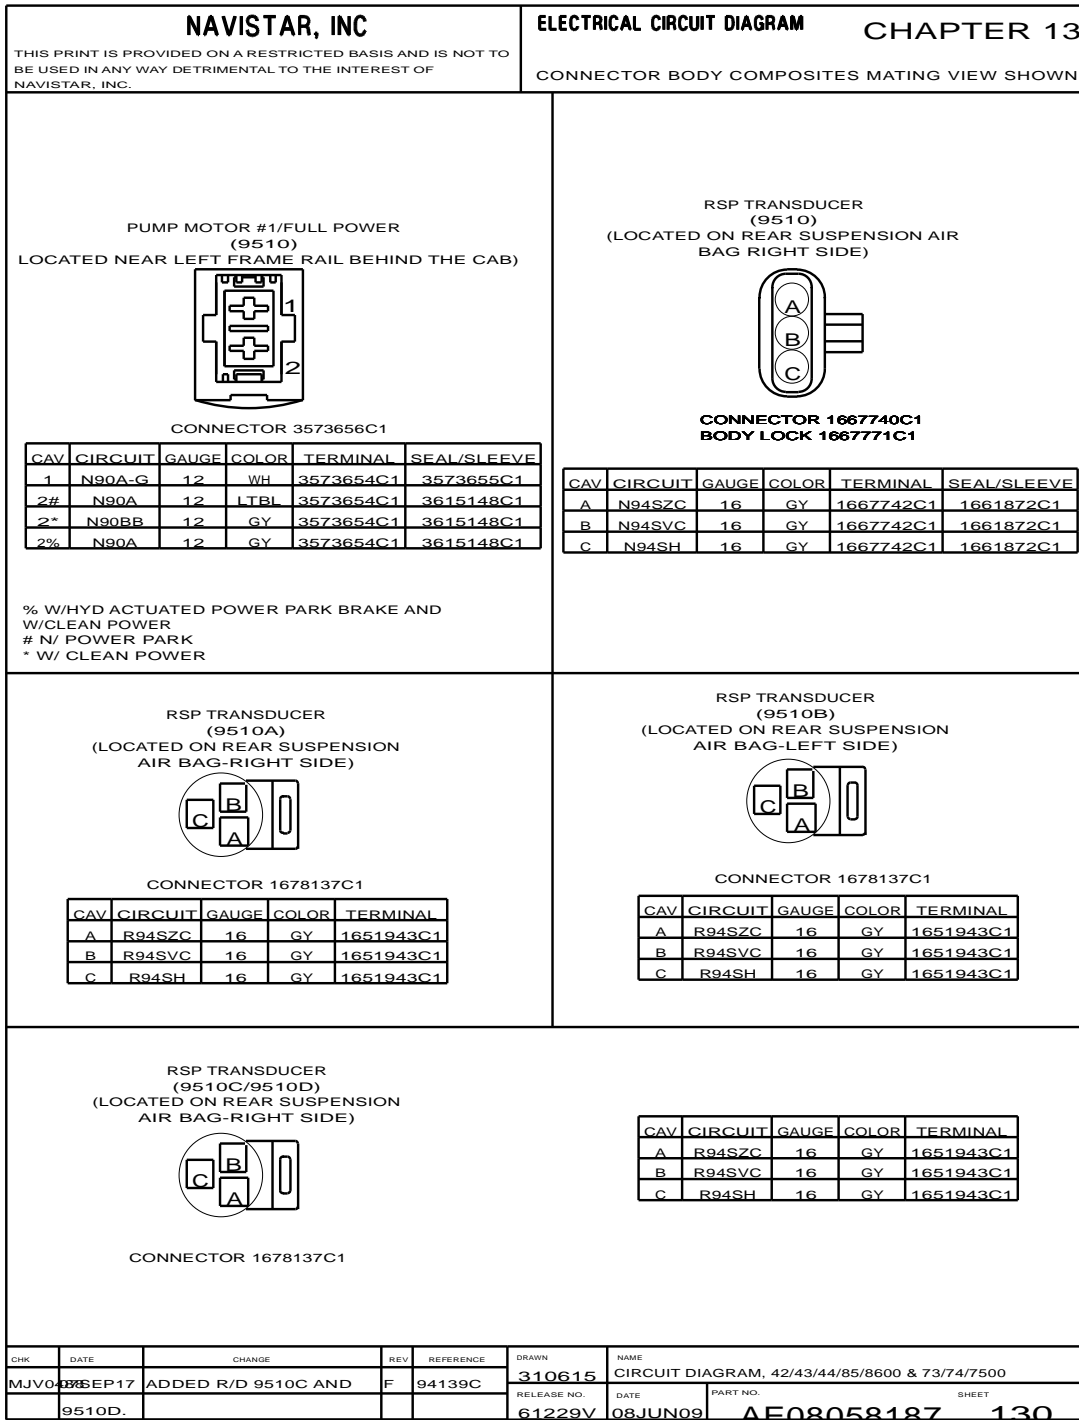 NAVISTAR, INC
THIS PRINT IS PROVIDED ON A RESTRICTED BASIS AND IS NOT TO
BE USED IN ANY WAY DETRIMENTAL TO THE INTEREST OF
NAVISTAR, INC.
ELECTRICAL CIRCUIT DIAGRAM CHAPTER 13
CONNECTOR BODY COMPOSITES MATING VIEW SHOWN
PUMP MOTOR #1/FULL POWER
(9510)
LOCATED NEAR LEFT FRAME RAIL BEHIND THE CAB)
1
2
CONNECTOR 3573656C1
CAV CIRCUIT GAUGE COLOR TERMINAL SEAL/SLEEVE
1 N90A-G 12 WH 3573654C1 3573655C1
2# N90A 12 LTBL 3573654C1 3615148C1
2* N90BB 12 GY 3573654C1 3615148C1
2% N90A 12 GY 3573654C1 3615148C1
% W/HYD ACTUATED POWER PARK BRAKE AND
W/CLEAN POWER
# N/ POWER PARK
* W/ CLEAN POWER
RSP TRANSDUCER
(9510)
(LOCATED ON REAR SUSPENSION AIR
BAG RIGHT SIDE)
A
B
C
CONNECTOR 1667740C1
BODY LOCK 1667771C1
CAV CIRCUIT GAUGE COLOR TERMINAL SEAL/SLEEVE
A N94SZC 16 GY 1667742C1 1661872C1
B N94SVC 16 GY 1667742C1 1661872C1
C N94SH 16 GY 1667742C1 1661872C1
RSP TRANSDUCER
(9510A)
(LOCATED ON REAR SUSPENSION
AIR BAG-RIGHT SIDE)
B
C
A
CONNECTOR 1678137C1
CAV CIRCUIT GAUGE COLOR TERMINAL
A R94SZC 16 GY 1651943C1
B R94SVC 16 GY 1651943C1
C R94SH 16 GY 1651943C1
RSP TRANSDUCER
(9510B)
(LOCATED ON REAR SUSPENSION
AIR BAG-LEFT SIDE)
B
C
A
CONNECTOR 1678137C1
CAV CIRCUIT GAUGE COLOR TERMINAL
A R94SZC 16 GY 1651943C1
B R94SVC 16 GY 1651943C1
C R94SH 16 GY 1651943C1
RSP TRANSDUCER
(9510C/9510D)
(LOCATED ON REAR SUSPENSION
AIR BAG-RIGHT SIDE)
B
C
A
CONNECTOR 1678137C1
CAV CIRCUIT GAUGE COLOR TERMINAL
A R94SZC 16 GY 1651943C1
B R94SVC 16 GY 1651943C1
C R94SH 16 GY 1651943C1
CHK DATE CHANGE REV REFERENCE
ADDED R/D 9510C AND F 94139C
9510D.
DRAWN
310615
NAME
CIRCUIT DIAGRAM, 42/43/44/85/8600 & 73/74/7500
RELEASE NO.
61229V
DATE
08JUN09
PART NO.
AF08058187
SHEET
130